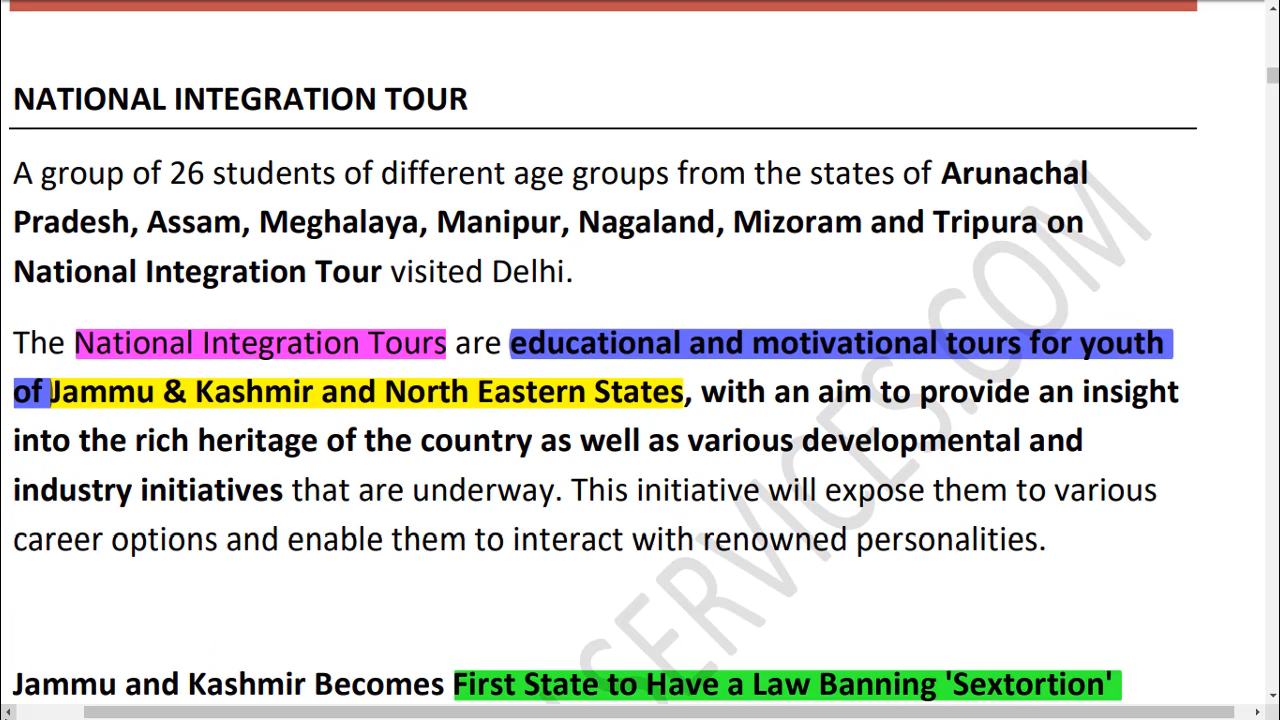 NATIONAL INTEGRATION TOUR
A group of 26 students of different age groups from the states of Arunachal
Pradesh, Assam, Meghalaya, Manipur, Nagaland, Mizoram and Tripura on
National Integration Tour visited Delhi.
The National Integration Tours are educational and motivational tours for youth
of Jammu & Kashmir and North Eastern States, with an aim to provide an insight
into the rich heritage of the country as well as various developmental and
industry initiatives that are underway. This initiative will expose them to various
career options and enable them to interact with renowned personalities.
Jammu and Kashmir Becomes First State to Have a Law Banning 'Sextortion'
SERVICES.COM